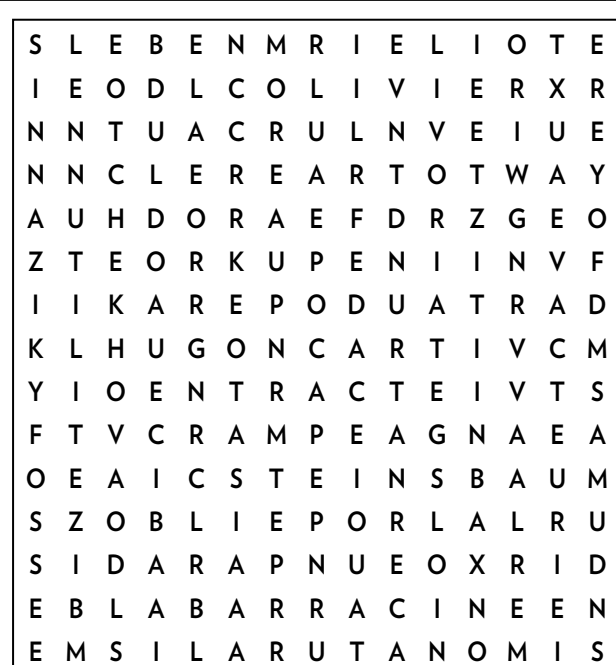 S L E B E N M R I E L I O T E
I E O D L C O L I V I E R X R
N N T U A C R U L N V E I U E
N N C L E R E A R T O T W A Y
A U H D O R A E F D R Z G E O
Z T E O R K U P E N I I N V F
I I K A R E P O D U A T R A D
K L H U G O N C A R T I V C M
Y I O E N T R A C T E I V T S
F T V C R A M P E A G N A E A
O E A I C S T E I N S B A U M
S Z O B L I E P O R L A L R U
S I D A R A P N U E O X R I D
E B L A B A R R A C I N E E N
E M S I L A R U T A N O M I S